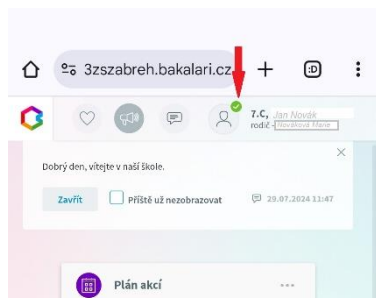 3zszabreh.bakalari.cz
:D
7.C, Jan Novák
rodič - Nováková Marie
Dobrý den, vítejte v naší škole.
Zavřít
Příště už nezobrazovat
29.07.2024 11:47
Plán akcí